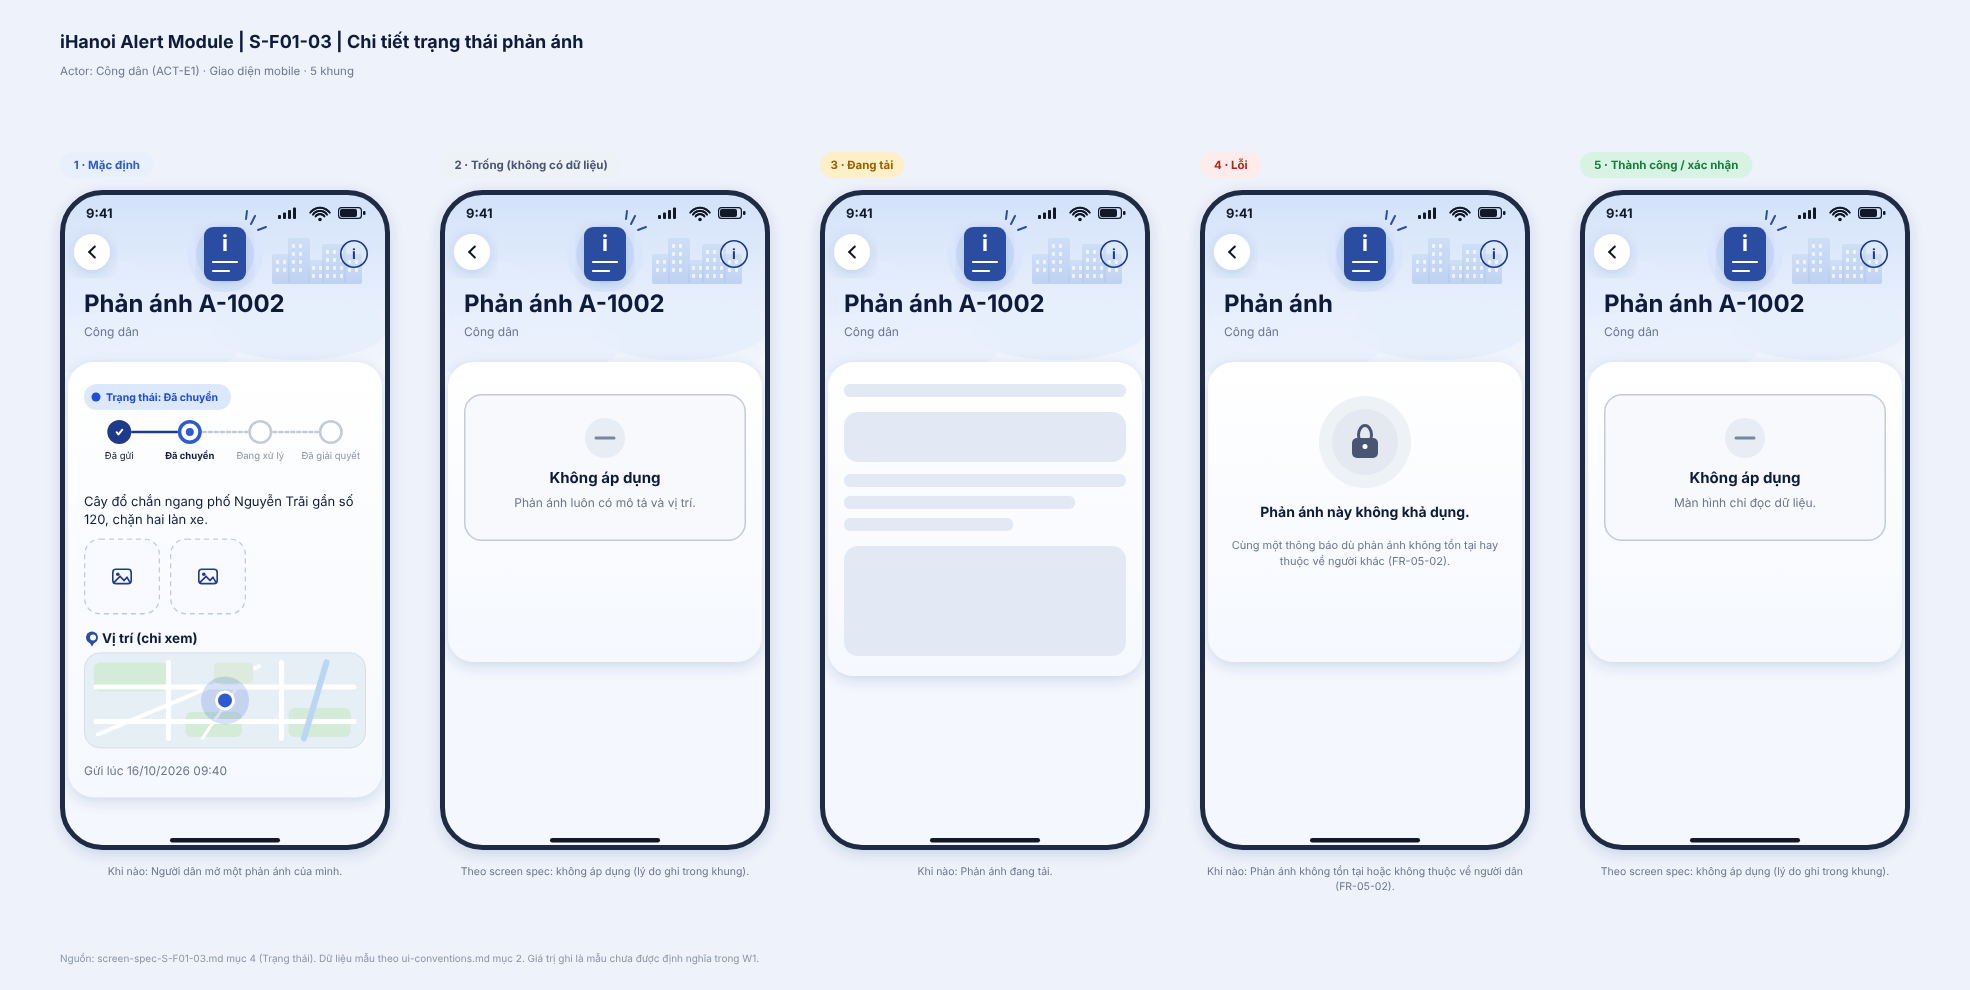 iHanoi Alert Module | S-F01-03 | Chi tiết trạng thái phản ánh
Actor: Công dân (ACT-E1) · Giao diện mobile · 5 khung
1 · Mặc định
9:41
i
i
Phản ánh A-1002
Công dân
Trạng thái: Đã chuyển
Đã gửi
Đã chuyển
Đang xử lý
Đã giải quyết
Cây đổ chắn ngang phố Nguyễn Trãi gần số
120, chặn hai làn xe.
Vị trí (chỉ xem)
Gửi lúc 16/10/2026 09:40
Khi nào: Người dân mở một phản ánh của mình.
2 · Trống (không có dữ liệu)
9:41
i
i
Phản ánh A-1002
Công dân
Không áp dụng
Phản ánh luôn có mô tả và vị trí.
Theo screen spec: không áp dụng (lý do ghi trong khung).
3 · Đang tải
9:41
i
i
Phản ánh A-1002
Công dân
Khi nào: Phản ánh đang tải.
4 · Lỗi
9:41
i
i
Phản ánh
Công dân
Phản ánh này không khả dụng.
Cùng một thông báo dù phản ánh không tồn tại hay
thuộc về người khác (FR-05-02).
Khi nào: Phản ánh không tồn tại hoặc không thuộc về người dân
(FR-05-02).
5 · Thành công / xác nhận
9:41
i
i
Phản ánh A-1002
Công dân
Không áp dụng
Màn hình chỉ đọc dữ liệu.
Theo screen spec: không áp dụng (lý do ghi trong khung).
Nguồn: screen-spec-S-F01-03.md mục 4 (Trạng thái). Dữ liệu mẫu theo ui-conventions.md mục 2. Giá trị ghi là mẫu chưa được định nghĩa trong W1.